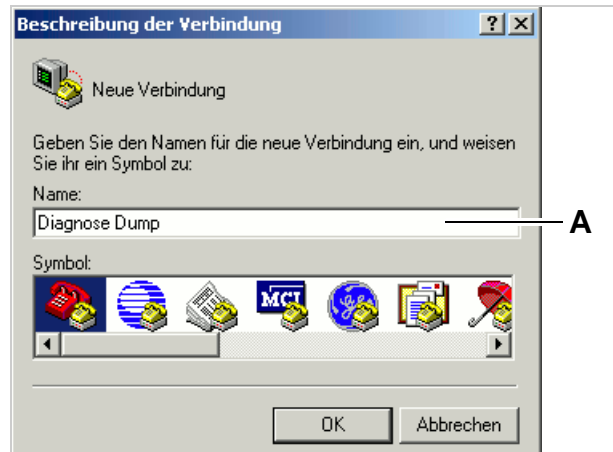 Beschreibung der Verbindung
Neue Verbindung
Geben Sie den Namen für die neue Verbindung ein, und weisen
Sie ihr ein Symbol zu:
Name:
Diagnose Dump
A
Symbol:
MCI
OK
Abbrechen